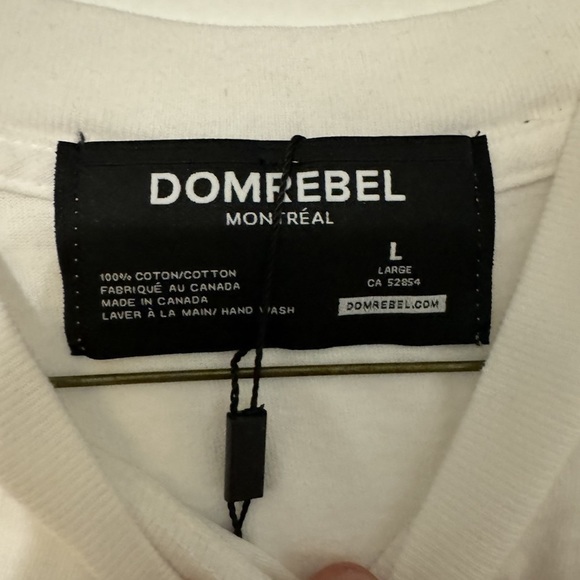 DOMREBEL
MONTRÉAL
100% COTON/COTTON
FABRIQUÉ AU CANADA
MADE IN CANADA
LAVER À LA MAIN/ HAND WASH
L
LARGE
CA 52854
DOMREBEL.COM